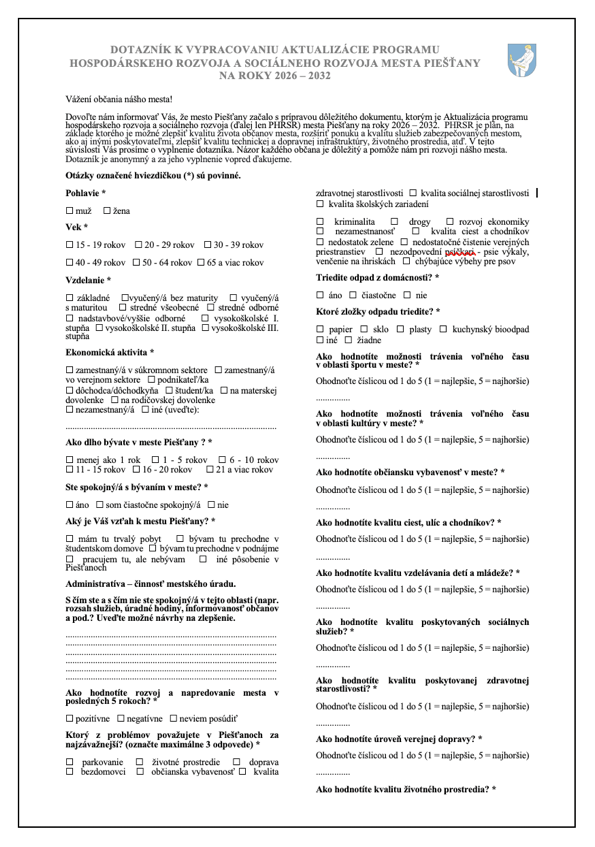 DOTAZNÍK K VYPRACOVANIU AKTUALIZÁCIE PROGRAMU
HOSPODÁRSKEHO ROZVOJA A SOCIÁLNEHO ROZVOJA MESTA PIEŠŤANY
NA ROKY 2026 – 2032
Vážení občania nášho mesta!
Dovoľte nám informovať Vás, že mesto Piešťany začalo s prípravou dôležitého dokumentu, ktorým je Aktualizácia programu
hospodárskeho rozvoja a sociálneho rozvoja (ďalej len PHRSR) mesta Piešťany na roky 2026 – 2032. PHRSR je plán, na
základe ktorého je možné zlepšiť kvalitu života občanov mesta, rozšíriť ponuku a kvalitu služieb zabezpečovaných mestom,
ako aj inými poskytovateľmi, zlepšiť kvalitu technickej a dopravnej infraštruktúry, životného prostredia, atď. V tejto
súvislosti Vás prosíme o vyplnenie dotazníka. Názor každého občana je dôležitý a pomôže nám pri rozvoji nášho mesta.
Dotazník je anonymný a za jeho vyplnenie vopred ďakujeme.
Otázky označené hviezdičkou (*) sú povinné.
Pohlavie *
☐ muž ☐ žena
Vek *
☐ 15 - 19 rokov ☐ 20 - 29 rokov ☐ 30 - 39 rokov
☐ 40 - 49 rokov ☐ 50 - 64 rokov ☐ 65 a viac rokov
Vzdelanie *
☐ základné ☐vyučený/á bez maturity ☐ vyučený/á
s maturitou ☐ stredné všeobecné ☐ stredné odborné
☐ nadstavbové/vyššie odborné ☐ vysokoškolské I.
stupňa ☐ vysokoškolské II. stupňa ☐ vysokoškolské III.
stupňa
Ekonomická aktivita *
☐ zamestnaný/á v súkromnom sektore ☐ zamestnaný/á
vo verejnom sektore ☐ podnikateľ/ka
☐ dôchodca/dôchodkyňa ☐ študent/ka ☐ na materskej
dovolenke ☐ na rodičovskej dovolenke
☐ nezamestnaný/á ☐ iné (uveďte):
..........................................................................................
Ako dlho bývate v meste Piešťany ? *
☐ menej ako 1 rok ☐ 1 - 5 rokov ☐ 6 - 10 rokov
☐ 11 - 15 rokov ☐ 16 - 20 rokov ☐ 21 a viac rokov
Ste spokojný/á s bývaním v meste? *
☐ áno ☐ som čiastočne spokojný/á ☐ nie
Aký je Váš vzťah k mestu Piešťany? *
☐ mám tu trvalý pobyt ☐ bývam tu prechodne v
študentskom domove ☐ bývam tu prechodne v podnájme
☐ pracujem tu, ale nebývam ☐ iné pôsobenie v
Piešťanoch
Administratíva – činnosť mestského úradu.
S čím ste a s čím nie ste spokojný/á v tejto oblasti (napr.
rozsah služieb, úradné hodiny, informovanosť občanov
a pod.? Uveďte možné návrhy na zlepšenie.
..........................................................................................
..........................................................................................
..........................................................................................
..........................................................................................
..........................................................................................
..........................................................................................
Ako hodnotíte rozvoj a napredovanie mesta v
posledných 5 rokoch? *
☐ pozitívne ☐ negatívne ☐ neviem posúdiť
Ktorý z problémov považujete v Piešťanoch za
najzávažnejší? (označte maximálne 3 odpovede) *
☐ parkovanie ☐ životné prostredie ☐ doprava
☐ bezdomovci ☐ občianska vybavenosť ☐ kvalita
zdravotnej starostlivosti ☐ kvalita sociálnej starostlivosti
☐ kvalita školských zariadení
☐ kriminalita ☐ drogy ☐ rozvoj ekonomiky
☐ nezamestnanosť ☐ kvalita ciest a chodníkov
☐ nedostatok zelene ☐ nedostatočné čistenie verejných
priestranstiev ☐ nezodpovední psíčkari - psie výkaly,
venčenie na ihriskách ☐ chýbajúce výbehy pre psov
Triedite odpad z domácnosti? *
☐ áno ☐ čiastočne ☐ nie
Ktoré zložky odpadu triedite? *
☐ papier ☐ sklo ☐ plasty ☐ kuchynský bioodpad
☐ iné ☐ žiadne
Ako hodnotíte možnosti trávenia voľného času
v oblasti športu v meste? *
Ohodnoťte číslicou od 1 do 5 (1 = najlepšie, 5 = najhoršie)
...............
Ako hodnotíte možnosti trávenia voľného času
v oblasti kultúry v meste? *
Ohodnoťte číslicou od 1 do 5 (1 = najlepšie, 5 = najhoršie)
...............
Ako hodnotíte občiansku vybavenosť v meste? *
Ohodnoťte číslicou od 1 do 5 (1 = najlepšie, 5 = najhoršie)
...............
Ako hodnotíte kvalitu ciest, ulíc a chodníkov? *
Ohodnoťte číslicou od 1 do 5 (1 = najlepšie, 5 = najhoršie)
...............
Ako hodnotíte kvalitu vzdelávania detí a mládeže? *
Ohodnoťte číslicou od 1 do 5 (1 = najlepšie, 5 = najhoršie)
...............
Ako hodnotíte kvalitu poskytovaných sociálnych
služieb? *
Ohodnoťte číslicou od 1 do 5 (1 = najlepšie, 5 = najhoršie)
...............
Ako hodnotíte kvalitu poskytovanej zdravotnej
starostlivosti? *
Ohodnoťte číslicou od 1 do 5 (1 = najlepšie, 5 = najhoršie)
...............
Ako hodnotíte úroveň verejnej dopravy? *
Ohodnoťte číslicou od 1 do 5 (1 = najlepšie, 5 = najhoršie)
...............
Ako hodnotíte kvalitu životného prostredia? *